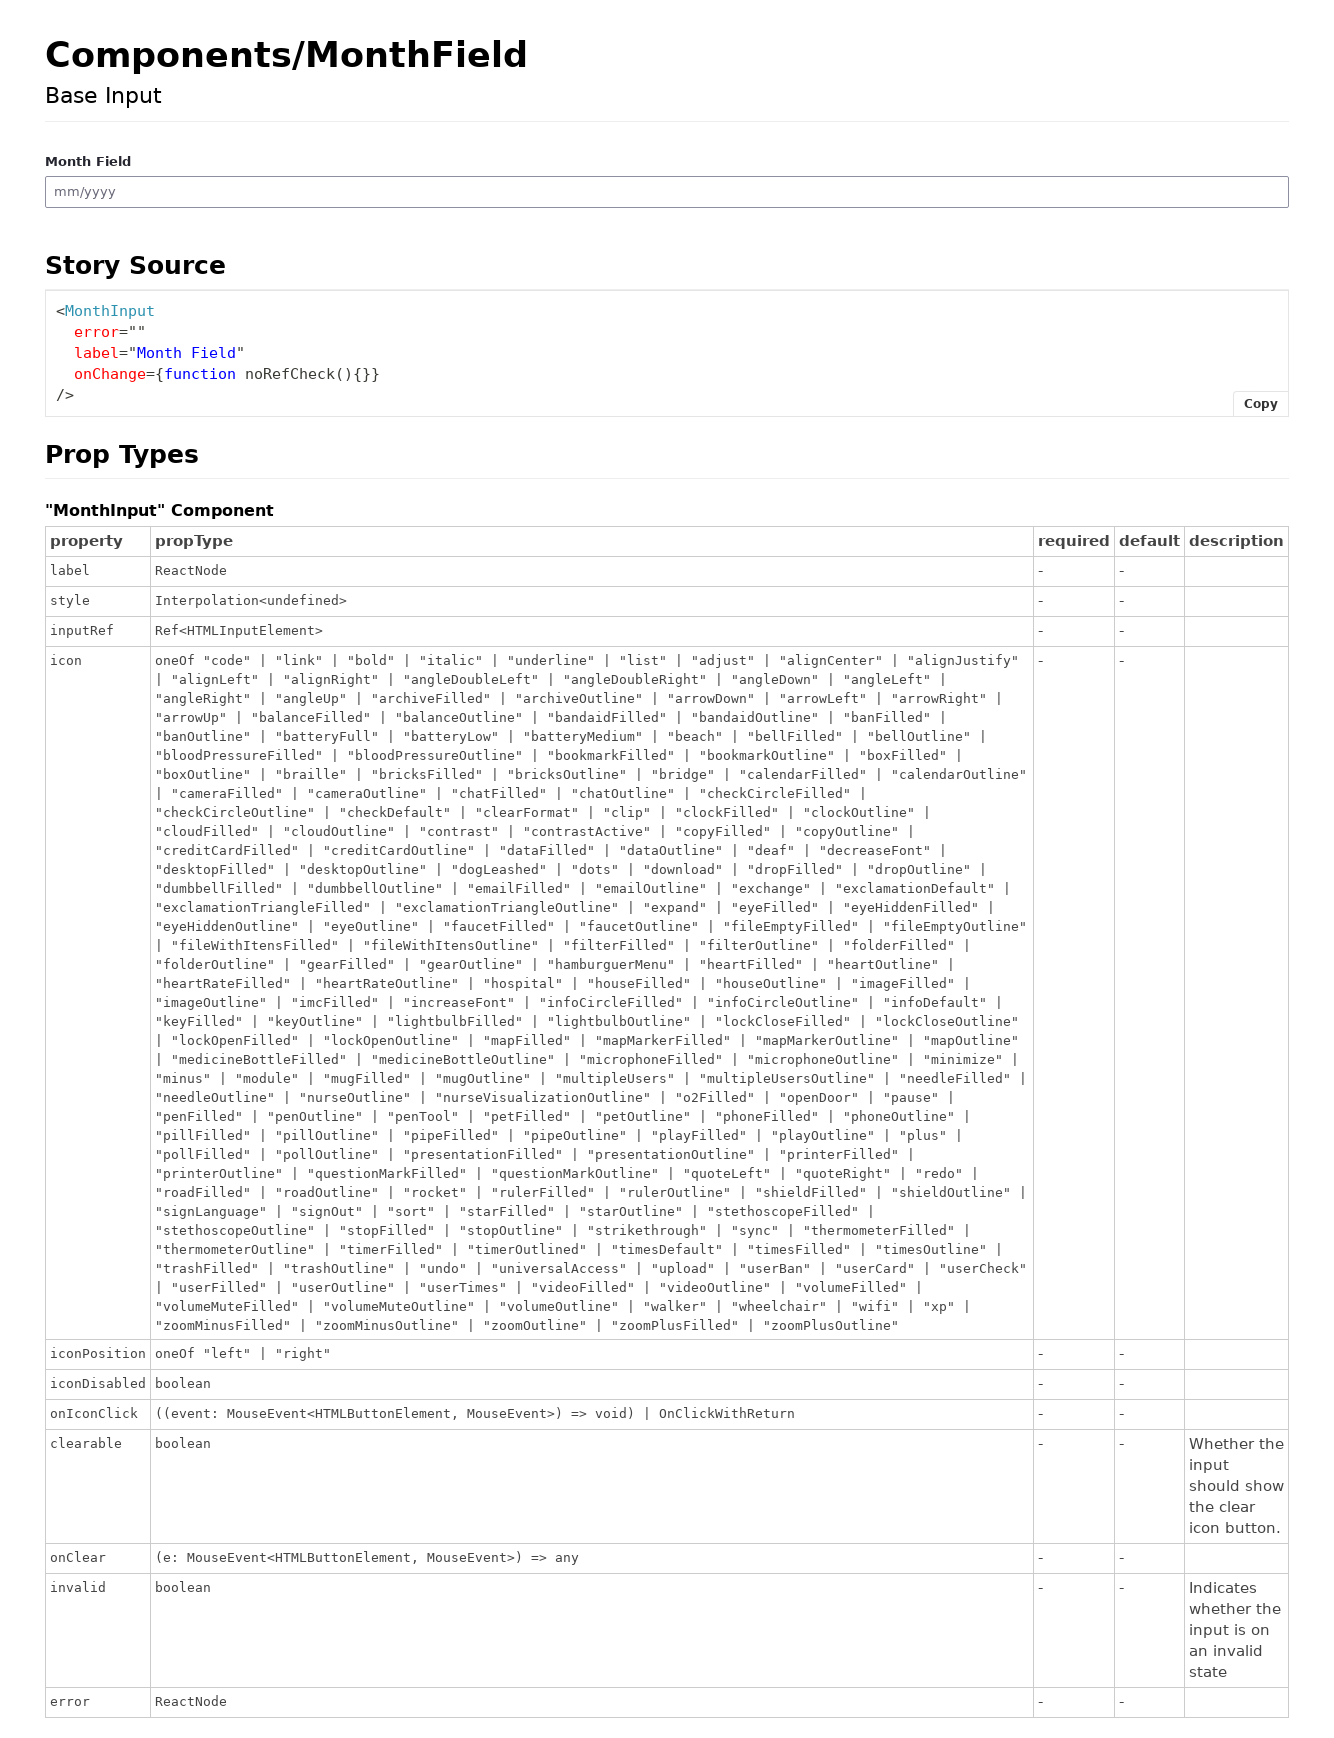 Components/MonthField
Base Input
Month Field
mm/yyyy
Story Source
<MonthInput
  error=""
  label="Month Field"
  onChange={function noRefCheck(){}}
/>
Copy
Prop Types
"MonthInput" Component
property propType required default description
label ReactNode - -
style Interpolation<undefined> - -
inputRef Ref<HTMLInputElement> - -
icon oneOf "code" | "link" | "bold" | "italic" | "underline" | "list" | "adjust" | "alignCenter" | "alignJustify" - -
| "alignLeft" | "alignRight" | "angleDoubleLeft" | "angleDoubleRight" | "angleDown" | "angleLeft" |
"angleRight" | "angleUp" | "archiveFilled" | "archiveOutline" | "arrowDown" | "arrowLeft" | "arrowRight" |
"arrowUp" | "balanceFilled" | "balanceOutline" | "bandaidFilled" | "bandaidOutline" | "banFilled" |
"banOutline" | "batteryFull" | "batteryLow" | "batteryMedium" | "beach" | "bellFilled" | "bellOutline" |
"bloodPressureFilled" | "bloodPressureOutline" | "bookmarkFilled" | "bookmarkOutline" | "boxFilled" |
"boxOutline" | "braille" | "bricksFilled" | "bricksOutline" | "bridge" | "calendarFilled" | "calendarOutline"
| "cameraFilled" | "cameraOutline" | "chatFilled" | "chatOutline" | "checkCircleFilled" |
"checkCircleOutline" | "checkDefault" | "clearFormat" | "clip" | "clockFilled" | "clockOutline" |
"cloudFilled" | "cloudOutline" | "contrast" | "contrastActive" | "copyFilled" | "copyOutline" |
"creditCardFilled" | "creditCardOutline" | "dataFilled" | "dataOutline" | "deaf" | "decreaseFont" |
"desktopFilled" | "desktopOutline" | "dogLeashed" | "dots" | "download" | "dropFilled" | "dropOutline" |
"dumbbellFilled" | "dumbbellOutline" | "emailFilled" | "emailOutline" | "exchange" | "exclamationDefault" |
"exclamationTriangleFilled" | "exclamationTriangleOutline" | "expand" | "eyeFilled" | "eyeHiddenFilled" |
"eyeHiddenOutline" | "eyeOutline" | "faucetFilled" | "faucetOutline" | "fileEmptyFilled" | "fileEmptyOutline"
| "fileWithItensFilled" | "fileWithItensOutline" | "filterFilled" | "filterOutline" | "folderFilled" |
"folderOutline" | "gearFilled" | "gearOutline" | "hamburguerMenu" | "heartFilled" | "heartOutline" |
"heartRateFilled" | "heartRateOutline" | "hospital" | "houseFilled" | "houseOutline" | "imageFilled" |
"imageOutline" | "imcFilled" | "increaseFont" | "infoCircleFilled" | "infoCircleOutline" | "infoDefault" |
"keyFilled" | "keyOutline" | "lightbulbFilled" | "lightbulbOutline" | "lockCloseFilled" | "lockCloseOutline"
| "lockOpenFilled" | "lockOpenOutline" | "mapFilled" | "mapMarkerFilled" | "mapMarkerOutline" | "mapOutline"
| "medicineBottleFilled" | "medicineBottleOutline" | "microphoneFilled" | "microphoneOutline" | "minimize" |
"minus" | "module" | "mugFilled" | "mugOutline" | "multipleUsers" | "multipleUsersOutline" | "needleFilled" |
"needleOutline" | "nurseOutline" | "nurseVisualizationOutline" | "o2Filled" | "openDoor" | "pause" |
"penFilled" | "penOutline" | "penTool" | "petFilled" | "petOutline" | "phoneFilled" | "phoneOutline" |
"pillFilled" | "pillOutline" | "pipeFilled" | "pipeOutline" | "playFilled" | "playOutline" | "plus" |
"pollFilled" | "pollOutline" | "presentationFilled" | "presentationOutline" | "printerFilled" |
"printerOutline" | "questionMarkFilled" | "questionMarkOutline" | "quoteLeft" | "quoteRight" | "redo" |
"roadFilled" | "roadOutline" | "rocket" | "rulerFilled" | "rulerOutline" | "shieldFilled" | "shieldOutline" |
"signLanguage" | "signOut" | "sort" | "starFilled" | "starOutline" | "stethoscopeFilled" |
"stethoscopeOutline" | "stopFilled" | "stopOutline" | "strikethrough" | "sync" | "thermometerFilled" |
"thermometerOutline" | "timerFilled" | "timerOutlined" | "timesDefault" | "timesFilled" | "timesOutline" |
"trashFilled" | "trashOutline" | "undo" | "universalAccess" | "upload" | "userBan" | "userCard" | "userCheck"
| "userFilled" | "userOutline" | "userTimes" | "videoFilled" | "videoOutline" | "volumeFilled" |
"volumeMuteFilled" | "volumeMuteOutline" | "volumeOutline" | "walker" | "wheelchair" | "wifi" | "xp" |
"zoomMinusFilled" | "zoomMinusOutline" | "zoomOutline" | "zoomPlusFilled" | "zoomPlusOutline"
iconPosition oneOf "left" | "right" - -
iconDisabled boolean - -
onIconClick ((event: MouseEvent<HTMLButtonElement, MouseEvent>) => void) | OnClickWithReturn - -
clearable boolean - - Whether the
input
should show
the clear
icon button.
onClear (e: MouseEvent<HTMLButtonElement, MouseEvent>) => any - -
invalid boolean - - Indicates
whether the
input is on
an invalid
state
error ReactNode - -